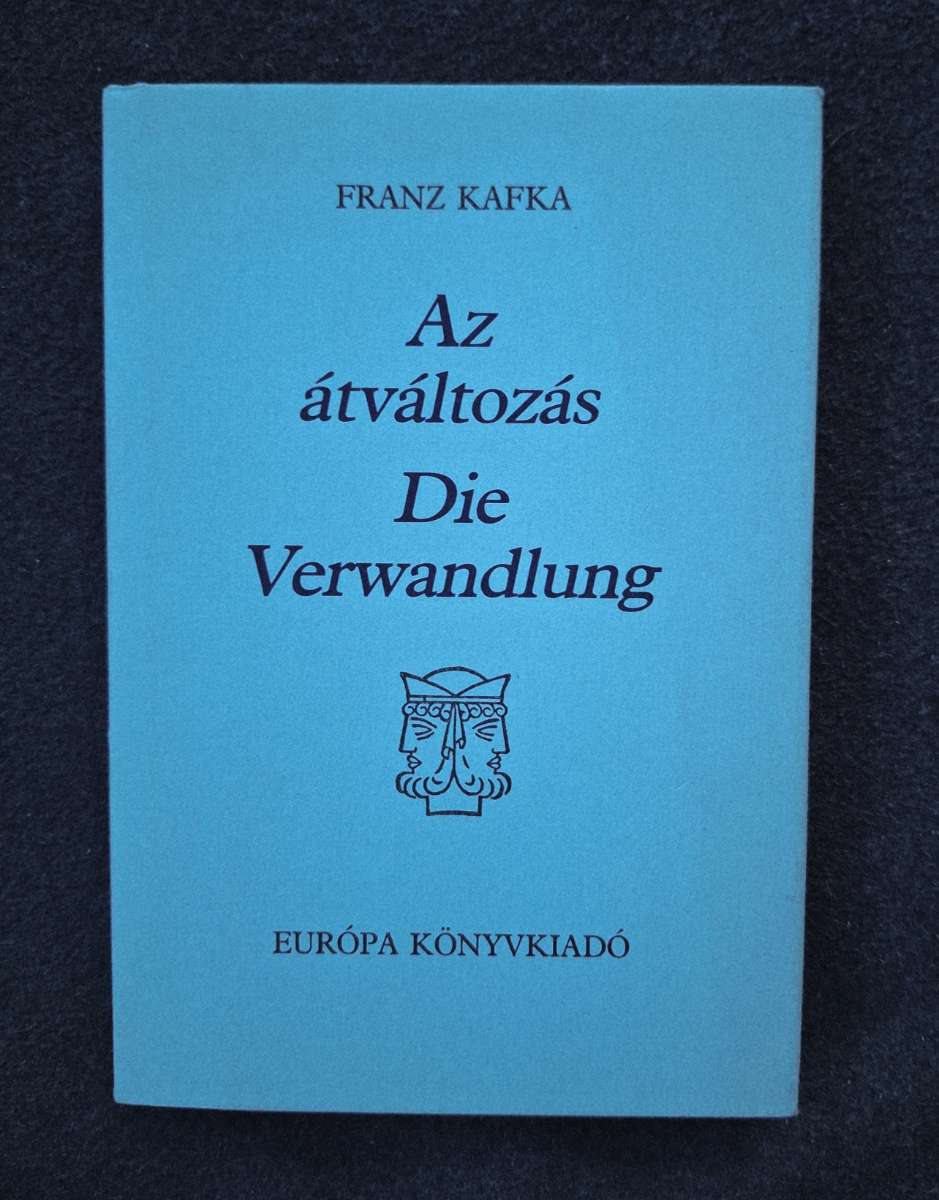 FRANZ KAFKA
Az
átváltozás
Die
Verwandlung
EURÓPA KÖNYVKIADÓ